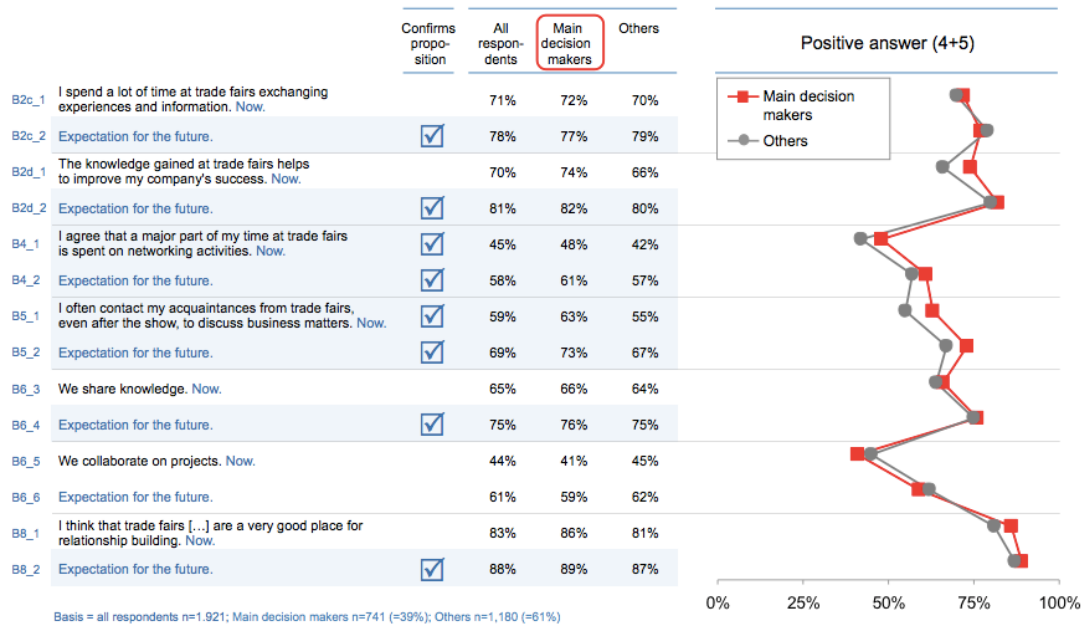 Confirms
propo-
sition
All
respon-
dents
Main
decision
makers
Others
Positive answer (4+5)
B2c_1 I spend a lot of time at trade fairs exchanging
experiences and information. Now. 71% 72% 70%
B2c_2 Expectation for the future. 78% 77% 79%
B2d_1 The knowledge gained at trade fairs helps
to improve my company's success. Now. 70% 74% 66%
B2d_2 Expectation for the future. 81% 82% 80%
B4_1 I agree that a major part of my time at trade fairs
is spent on networking activities. Now. 45% 48% 42%
B4_2 Expectation for the future. 58% 61% 57%
B5_1 I often contact my acquaintances from trade fairs,
even after the show, to discuss business matters. Now. 59% 63% 55%
B5_2 Expectation for the future. 69% 73% 67%
B6_3 We share knowledge. Now. 65% 66% 64%
B6_4 Expectation for the future. 75% 76% 75%
B6_5 We collaborate on projects. Now. 44% 41% 45%
B6_6 Expectation for the future. 61% 59% 62%
B8_1 I think that trade fairs […] are a very good place for
relationship building. Now. 83% 86% 81%
B8_2 Expectation for the future. 88% 89% 87%
Main decision
makers
Others
0% 25% 50% 75% 100%
Basis = all respondents n=1.921; Main decision makers n=741 (=39%); Others n=1,180 (=61%)